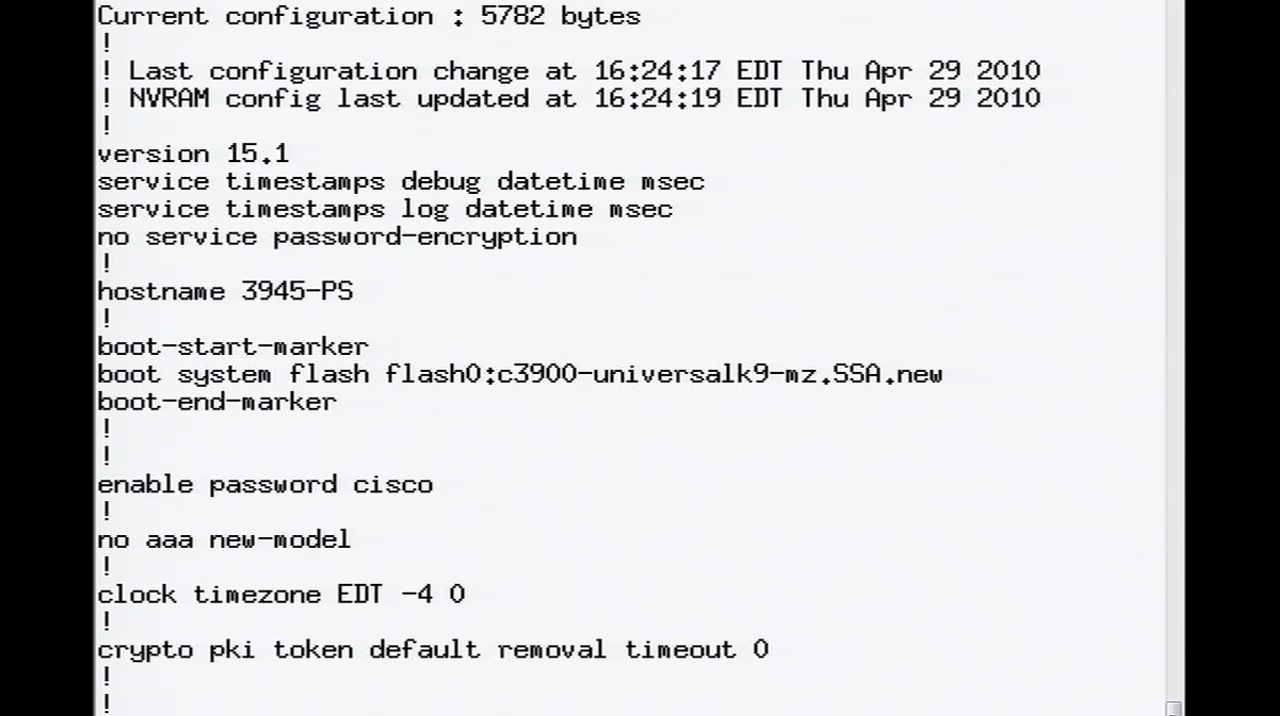 Current configuration : 5782 bytes
!
! Last configuration change at 16:24:17 EDT Thu Apr 29 2010
! NVRAM config last updated at 16:24:19 EDT Thu Apr 29 2010
!
version 15.1
service timestamps debug datetime msec
service timestamps log datetime msec
no service password-encryption
!
hostname 3945-PS
!
boot-start-marker
boot system flash flash0:c3900-universalk9-mz.SSA.new
boot-end-marker
!
!
enable password cisco
!
no aaa new-model
!
clock timezone EDT -4 0
!
crypto pki token default removal timeout 0
!
!